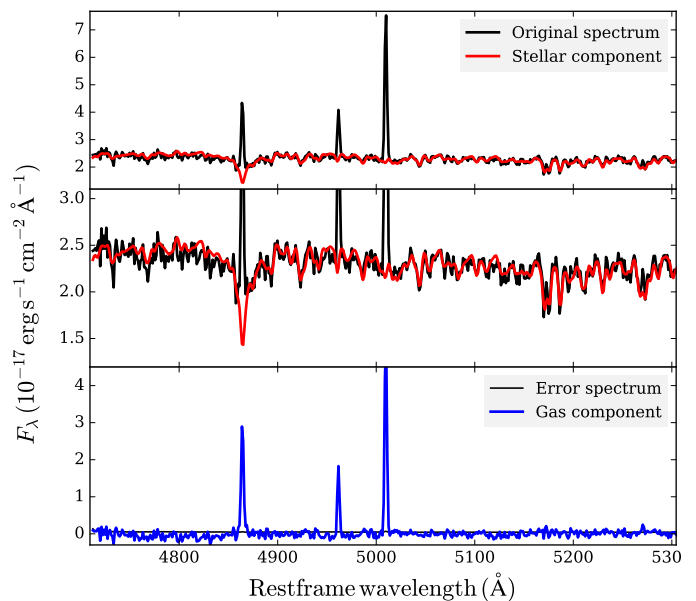 7
6
5
4
3
2
Original spectrum
Stellar component
3.0
2.5
2.0
1.5
F_λ (10⁻¹⁷ erg s⁻¹ cm⁻² Å⁻¹)
4
3
2
1
0
Error spectrum
Gas component
4800 4900 5000 5100 5200 530
Restframe wavelength (Å)